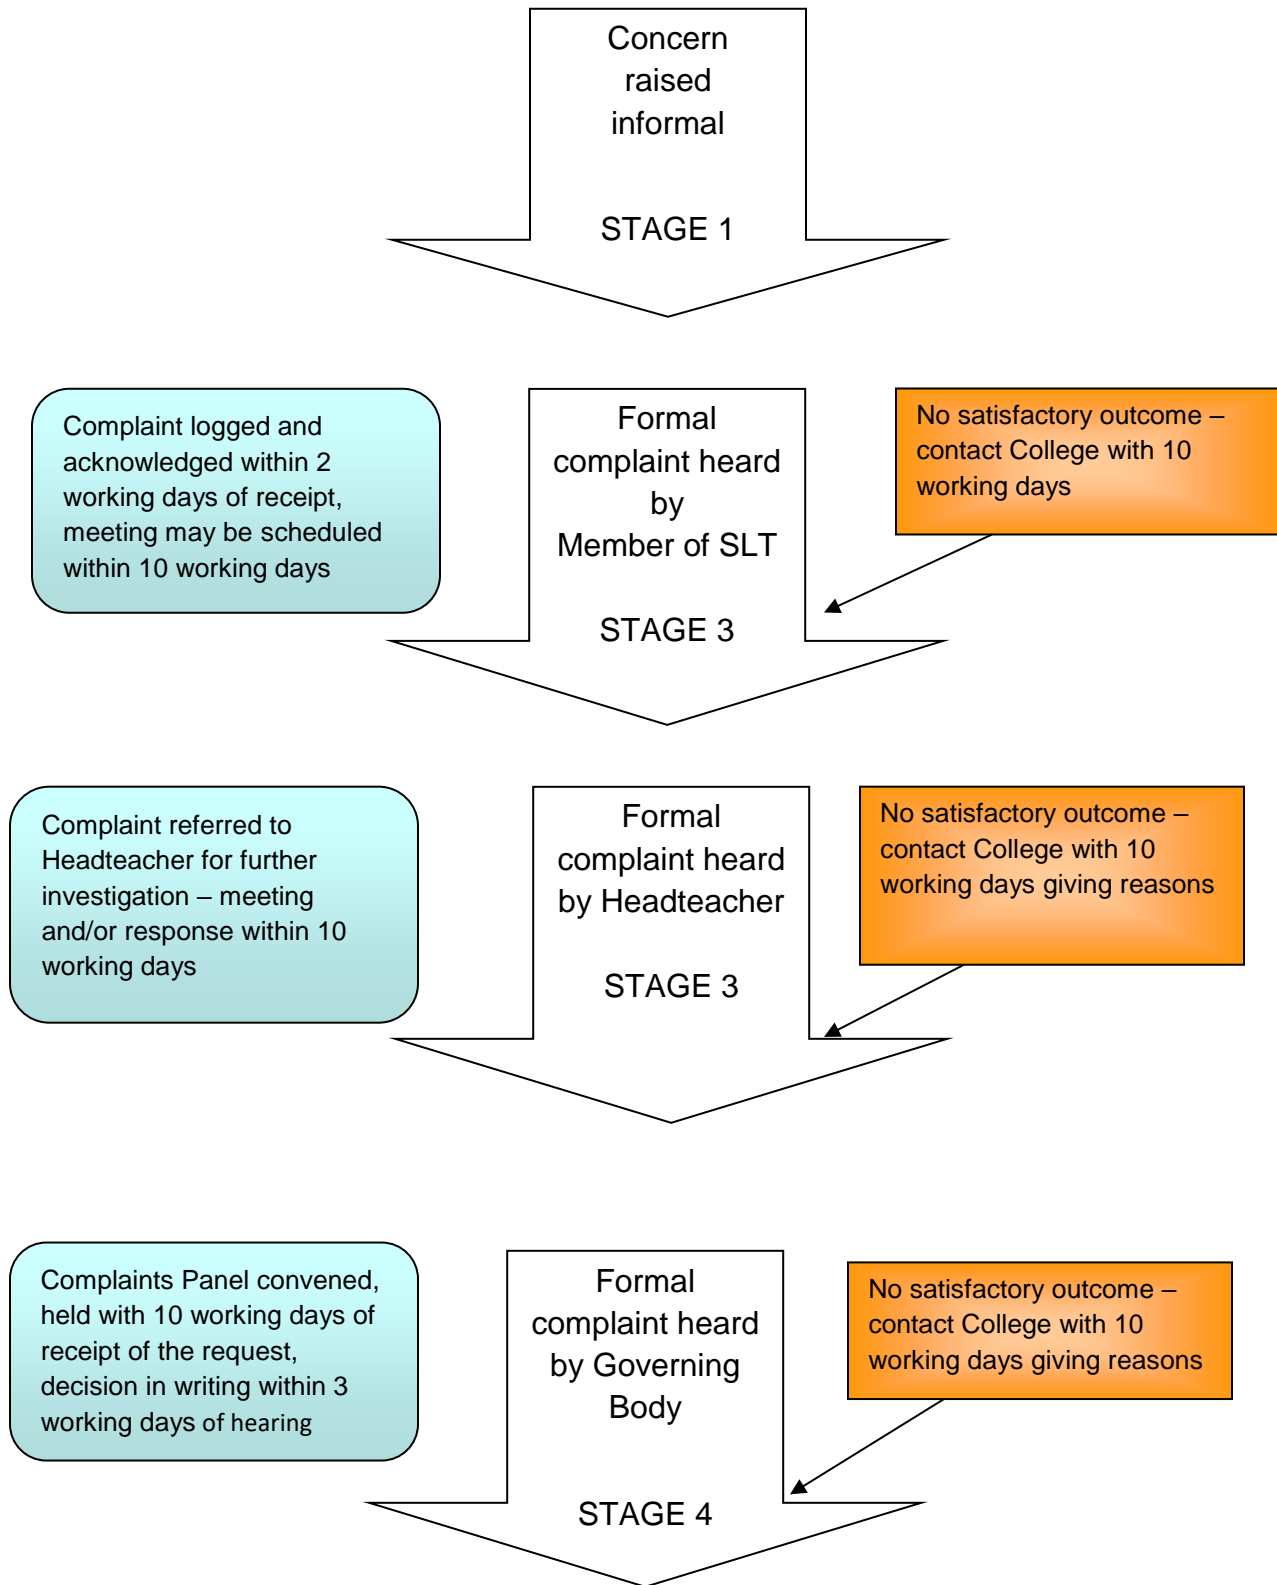 Concern
raised
informal
STAGE 1
Complaint logged and
acknowledged within 2
working days of receipt,
meeting may be scheduled
within 10 working days
Formal
complaint heard
by
Member of SLT
STAGE 3
No satisfactory outcome –
contact College with 10
working days
Complaint referred to
Headteacher for further
investigation – meeting
and/or response within 10
working days
Formal
complaint heard
by Headteacher
STAGE 3
No satisfactory outcome –
contact College with 10
working days giving reasons
Complaints Panel convened,
held with 10 working days of
receipt of the request,
decision in writing within 3
working days of hearing
Formal
complaint heard
by Governing
Body
STAGE 4
No satisfactory outcome –
contact College with 10
working days giving reasons